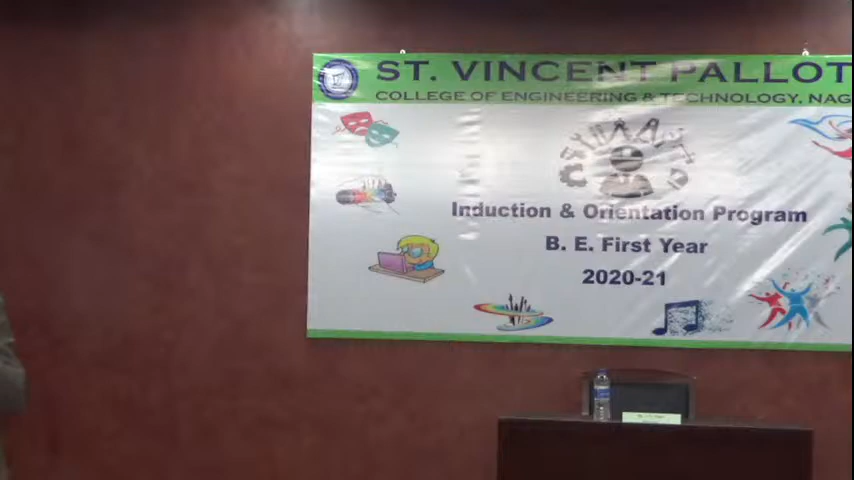 ST. VINCENT PALLOT
COLLEGE OF ENGINEERING & TECHNOLOGY, NAG
Induction & Orientation Program
B. E. First Year
2020-21